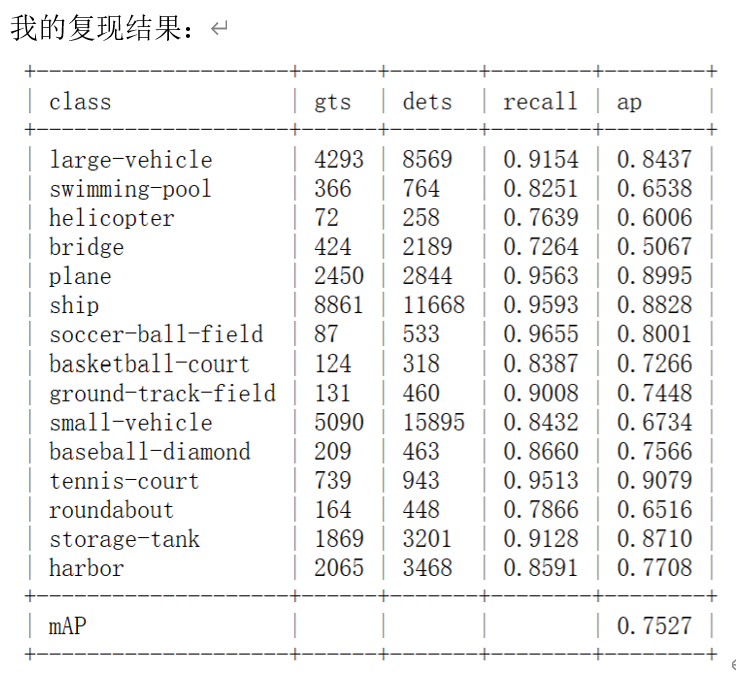 我的复现结果：
+---------------------+------+-------+--------+--------+
| class | gts | dets | recall | ap |
+---------------------+------+-------+--------+--------+
| large-vehicle | 4293 | 8569 | 0.9154 | 0.8437 |
| swimming-pool | 366 | 764 | 0.8251 | 0.6538 |
| helicopter | 72 | 258 | 0.7639 | 0.6006 |
| bridge | 424 | 2189 | 0.7264 | 0.5067 |
| plane | 2450 | 2844 | 0.9563 | 0.8995 |
| ship | 8861 | 11668 | 0.9593 | 0.8828 |
| soccer-ball-field | 87 | 533 | 0.9655 | 0.8001 |
| basketball-court | 124 | 318 | 0.8387 | 0.7266 |
| ground-track-field | 131 | 460 | 0.9008 | 0.7448 |
| small-vehicle | 5090 | 15895 | 0.8432 | 0.6734 |
| baseball-diamond | 209 | 463 | 0.8660 | 0.7566 |
| tennis-court | 739 | 943 | 0.9513 | 0.9079 |
| roundabout | 164 | 448 | 0.7866 | 0.6516 |
| storage-tank | 1869 | 3201 | 0.9128 | 0.8710 |
| harbor | 2065 | 3468 | 0.8591 | 0.7708 |
+---------------------+------+-------+--------+--------+
| mAP | | | | 0.7527 |
+---------------------+------+-------+--------+--------+